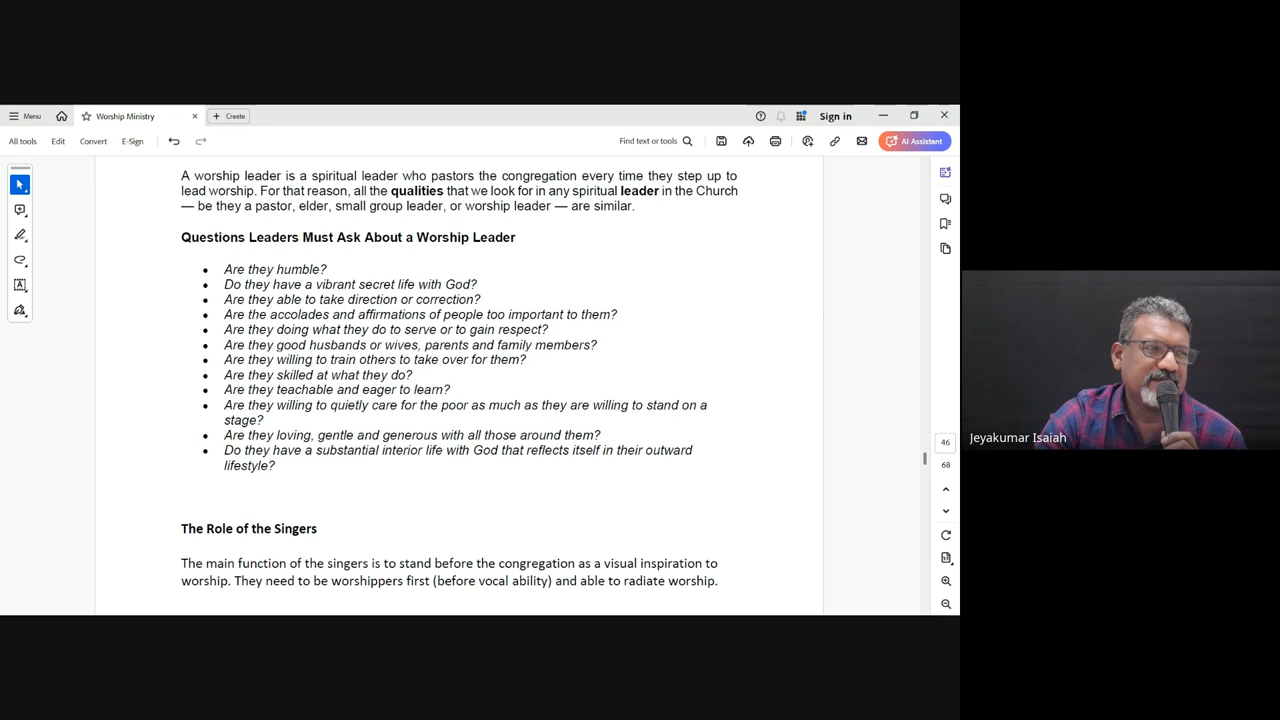 Menu
Worship Ministry
Create
Sign in
All tools
Edit
Convert
E-Sign
Find text or tools
AI Assistant
A worship leader is a spiritual leader who pastors the congregation every time they step up to
lead worship. For that reason, all the qualities that we look for in any spiritual leader in the Church
— be they a pastor, elder, small group leader, or worship leader — are similar.
Questions Leaders Must Ask About a Worship Leader
• Are they humble?
• Do they have a vibrant secret life with God?
• Are they able to take direction or correction?
• Are the accolades and affirmations of people too important to them?
• Are they doing what they do to serve or to gain respect?
• Are they good husbands or wives, parents and family members?
• Are they willing to train others to take over for them?
• Are they skilled at what they do?
• Are they teachable and eager to learn?
• Are they willing to quietly care for the poor as much as they are willing to stand on a
stage?
• Are they loving, gentle and generous with all those around them?
• Do they have a substantial interior life with God that reflects itself in their outward
lifestyle?
The Role of the Singers
The main function of the singers is to stand before the congregation as a visual inspiration to
worship. They need to be worshippers first (before vocal ability) and able to radiate worship.
46
68
Jeyakumar Isaiah